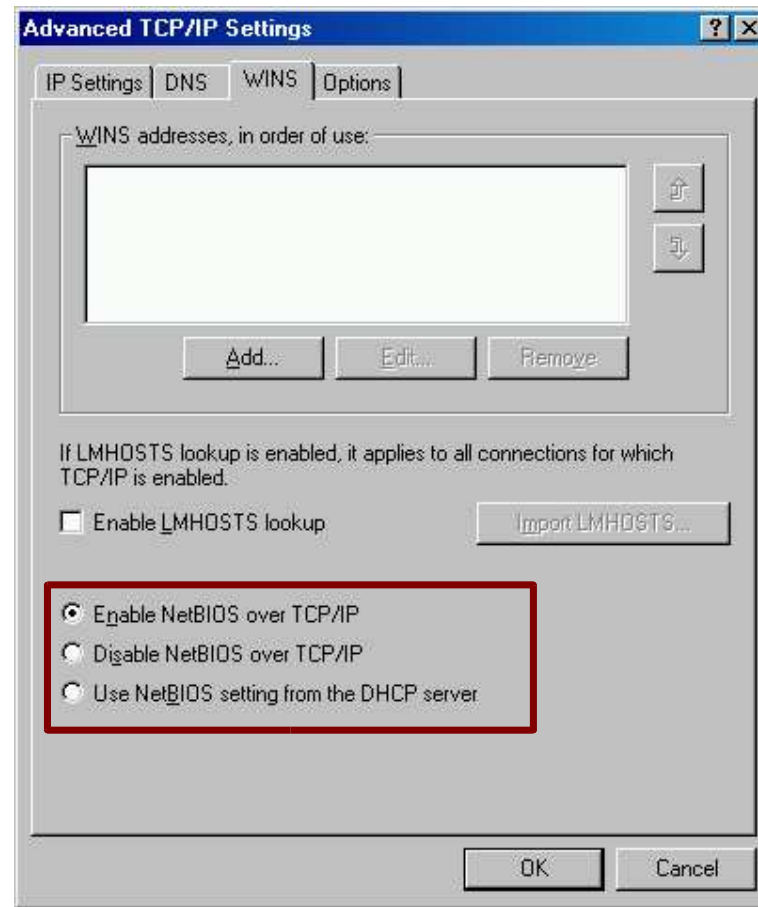 Advanced TCP/IP Settings
IP Settings DNS WINS Options
WINS addresses, in order of use:
Add... Edit... Remove
If LMHOSTS lookup is enabled, it applies to all connections for which
TCP/IP is enabled.
Enable LMHOSTS lookup Import LMHOSTS...
Enable NetBIOS over TCP/IP
Disable NetBIOS over TCP/IP
Use NetBIOS setting from the DHCP server
OK Cancel